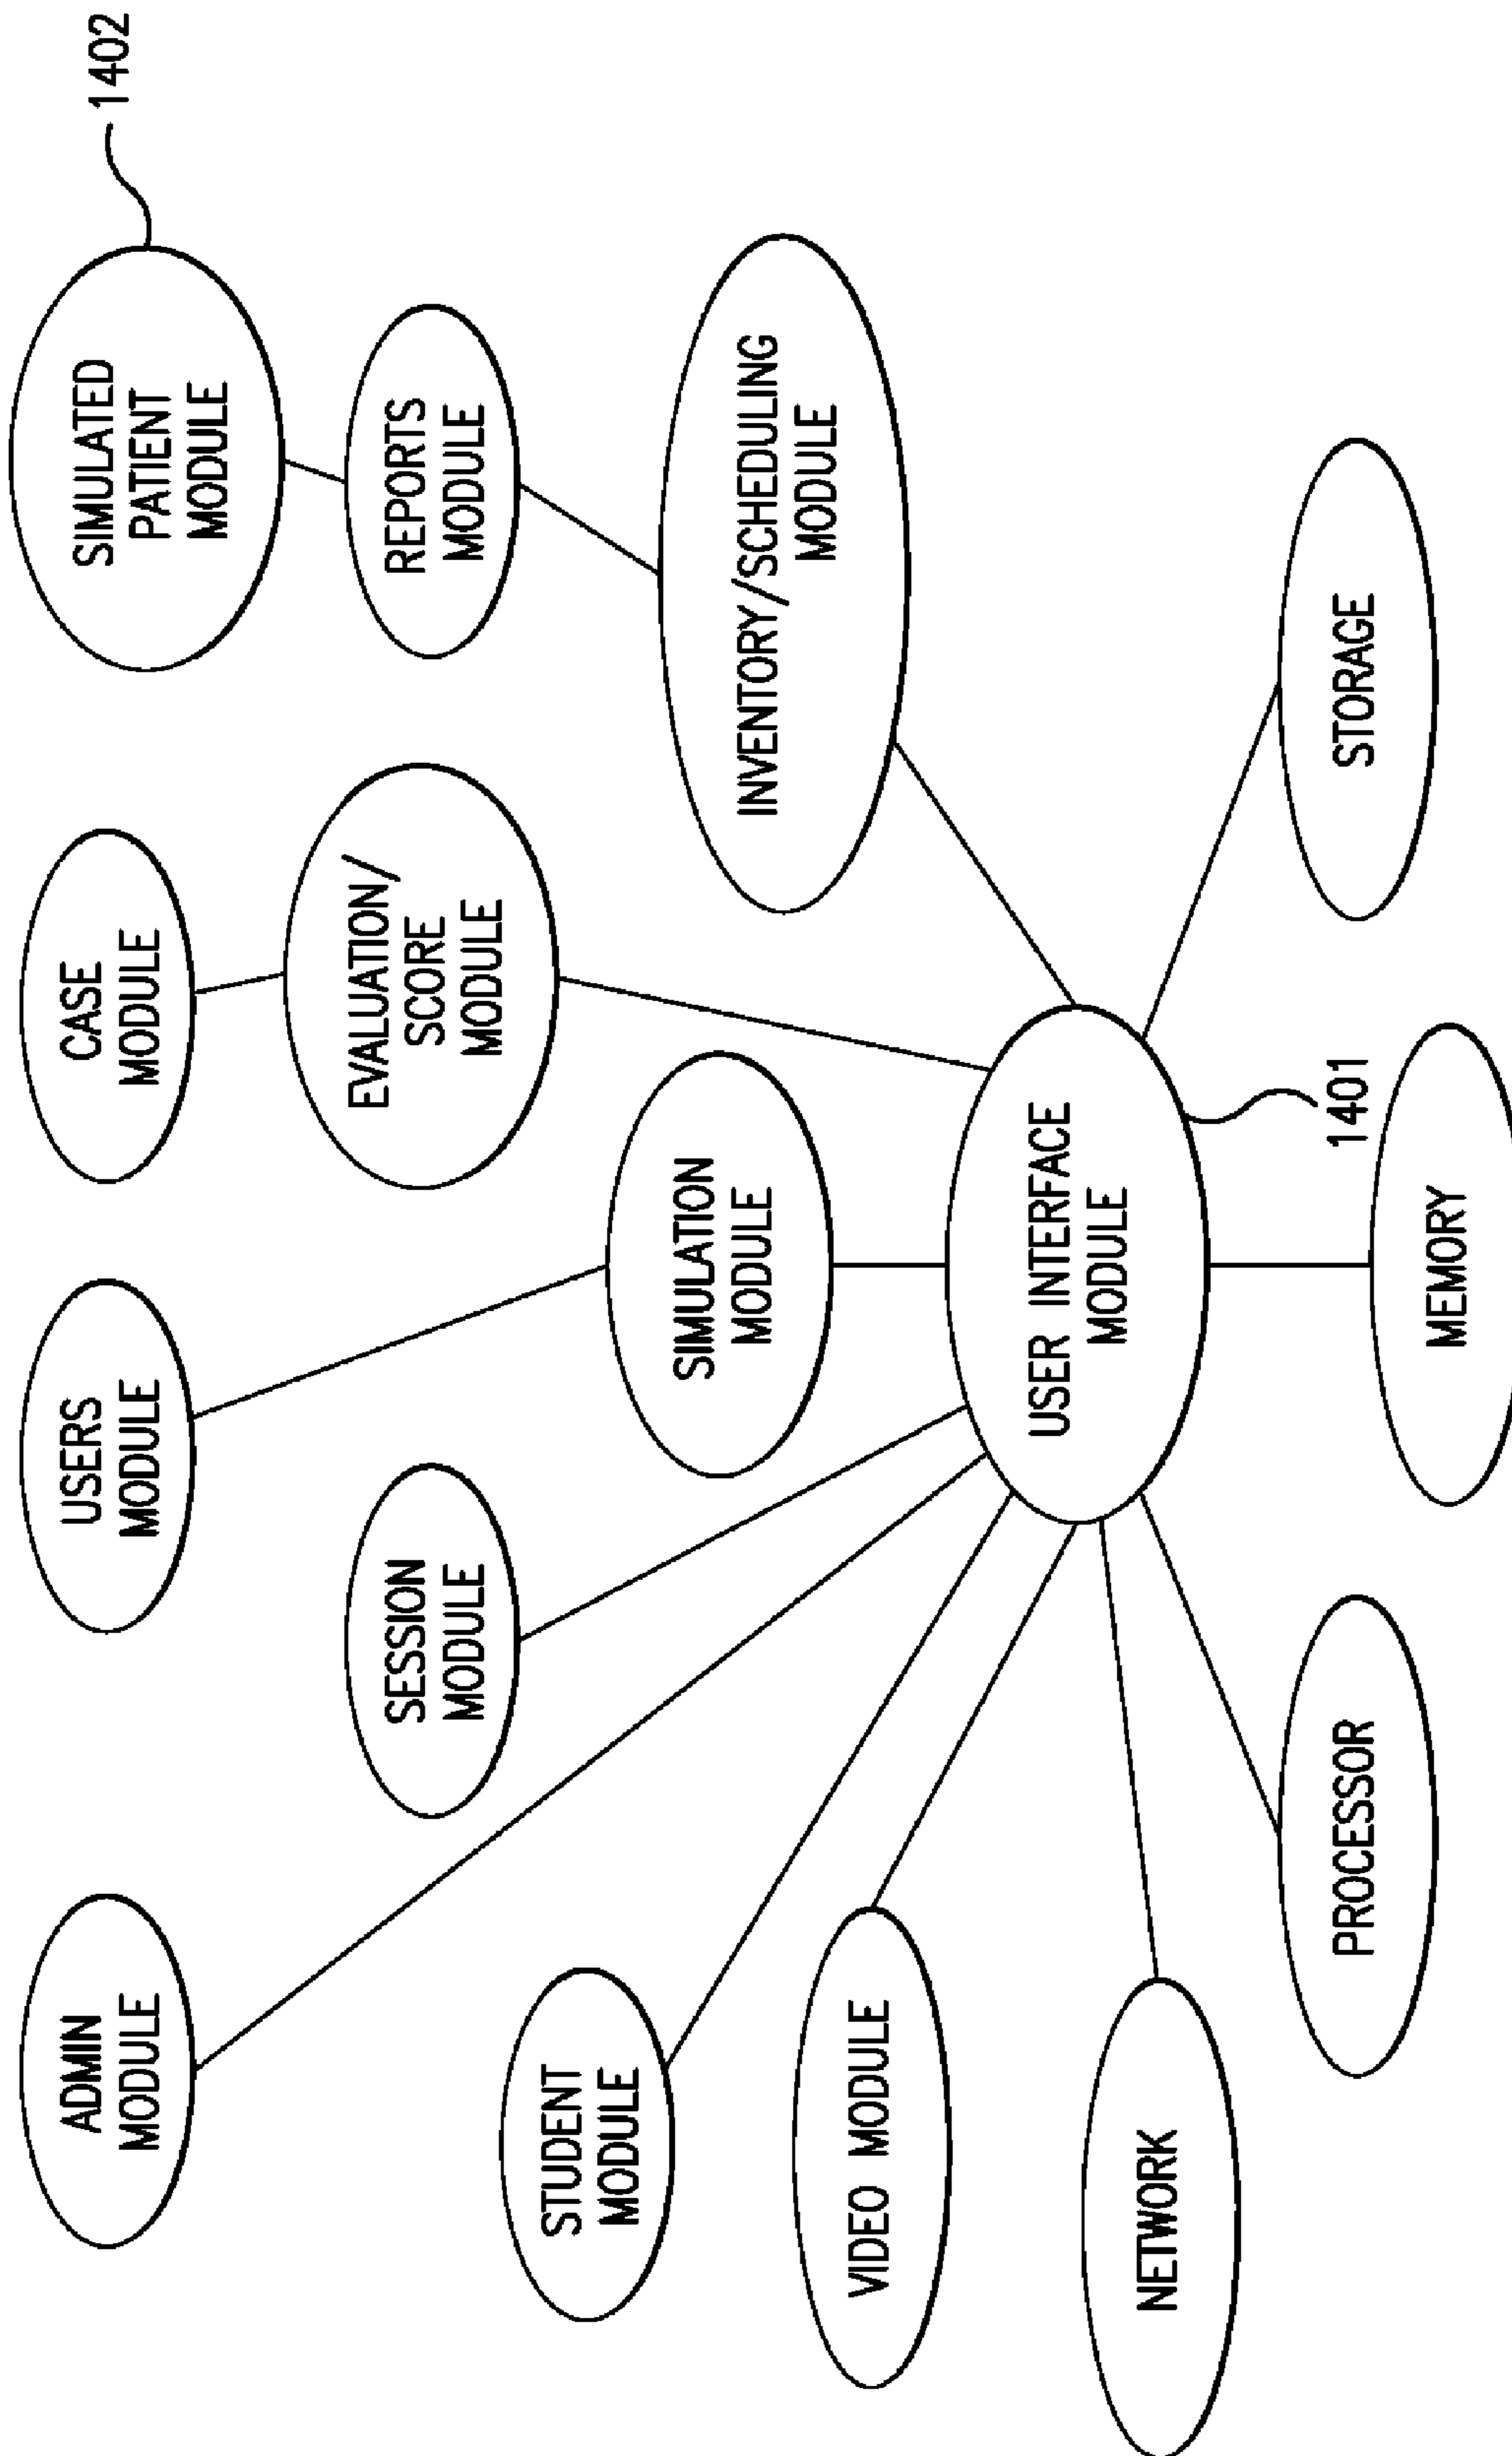 ADMIN
MODULE
USERS
MODULE
CASE
MODULE
SIMULATED
PATIENT
MODULE
1402
SESSION
MODULE
EVALUATION/
SCORE
MODULE
REPORTS
MODULE
STUDENT
MODULE
SIMULATION
MODULE
INVENTORY/SCHEDULING
MODULE
VIDEO MODULE
USER INTERFACE
MODULE
NETWORK
1401
PROCESSOR
STORAGE
MEMORY